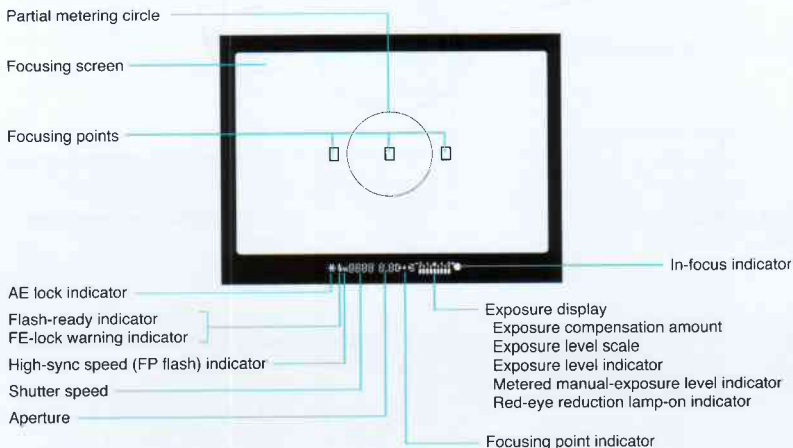 Partial metering circle
Focusing screen
Focusing points
In-focus indicator
AE lock indicator
Flash-ready indicator
FE-lock warning indicator
High-sync speed (FP flash) indicator
Shutter speed
Aperture
Exposure display
Exposure compensation amount
Exposure level scale
Exposure level indicator
Metered manual-exposure level indicator
Red-eye reduction lamp-on indicator
Focusing point indicator